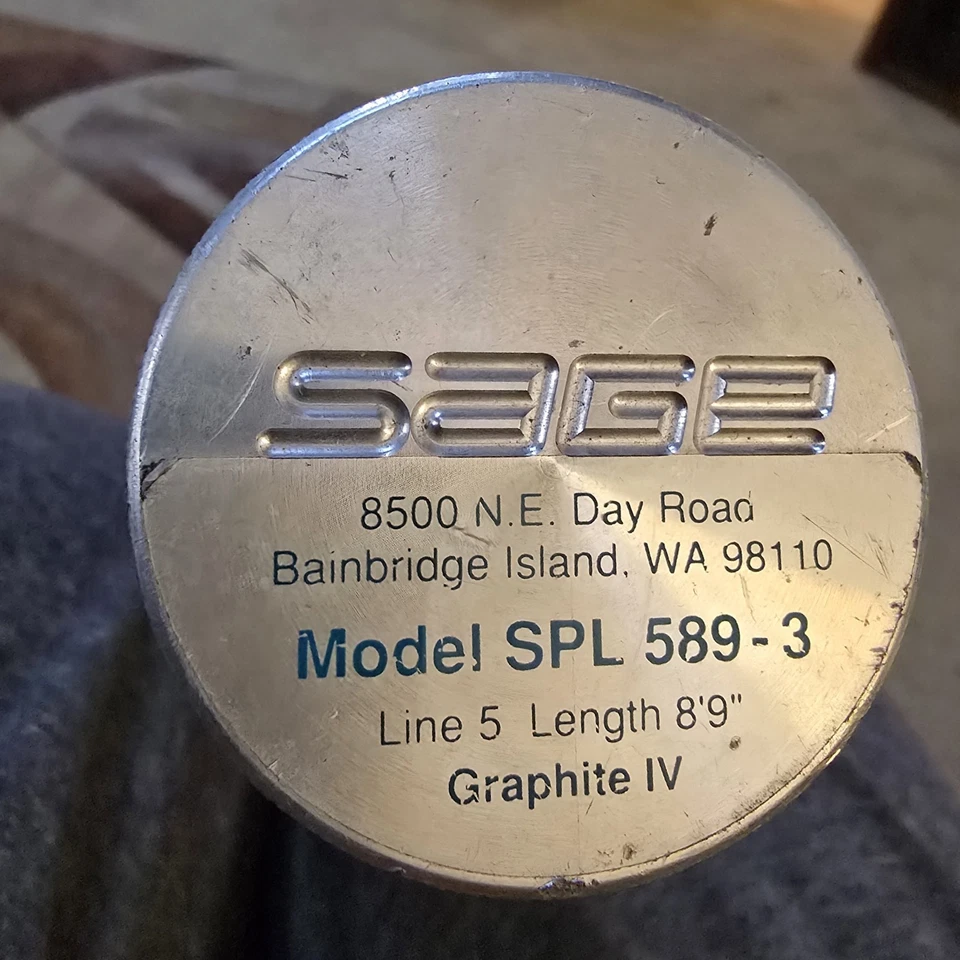 sage
8500 N.E. Day Road
Bainbridge Island, WA 98110
Model SPL 589-3
Line 5 Length 8'9"
Graphite IV